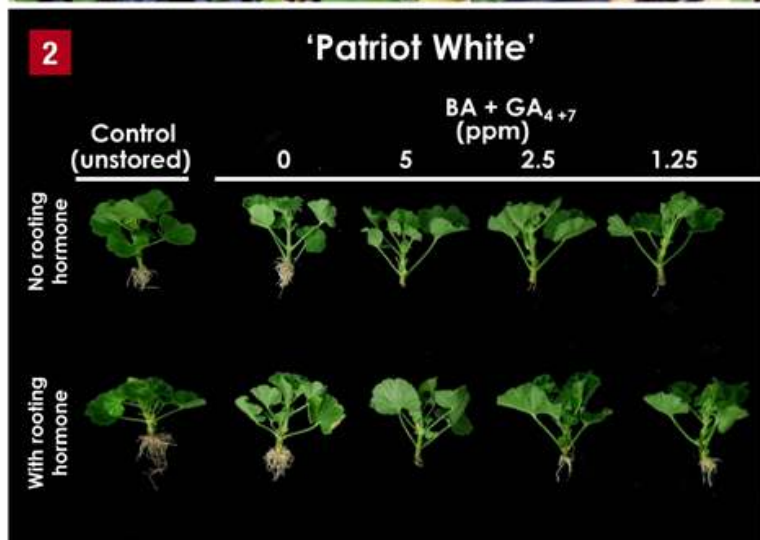 2
'Patriot White'
BA + GA4+7
(ppm)
Control
(unstored)
0
5
2.5
1.25
No rooting
hormone
With rooting
hormone